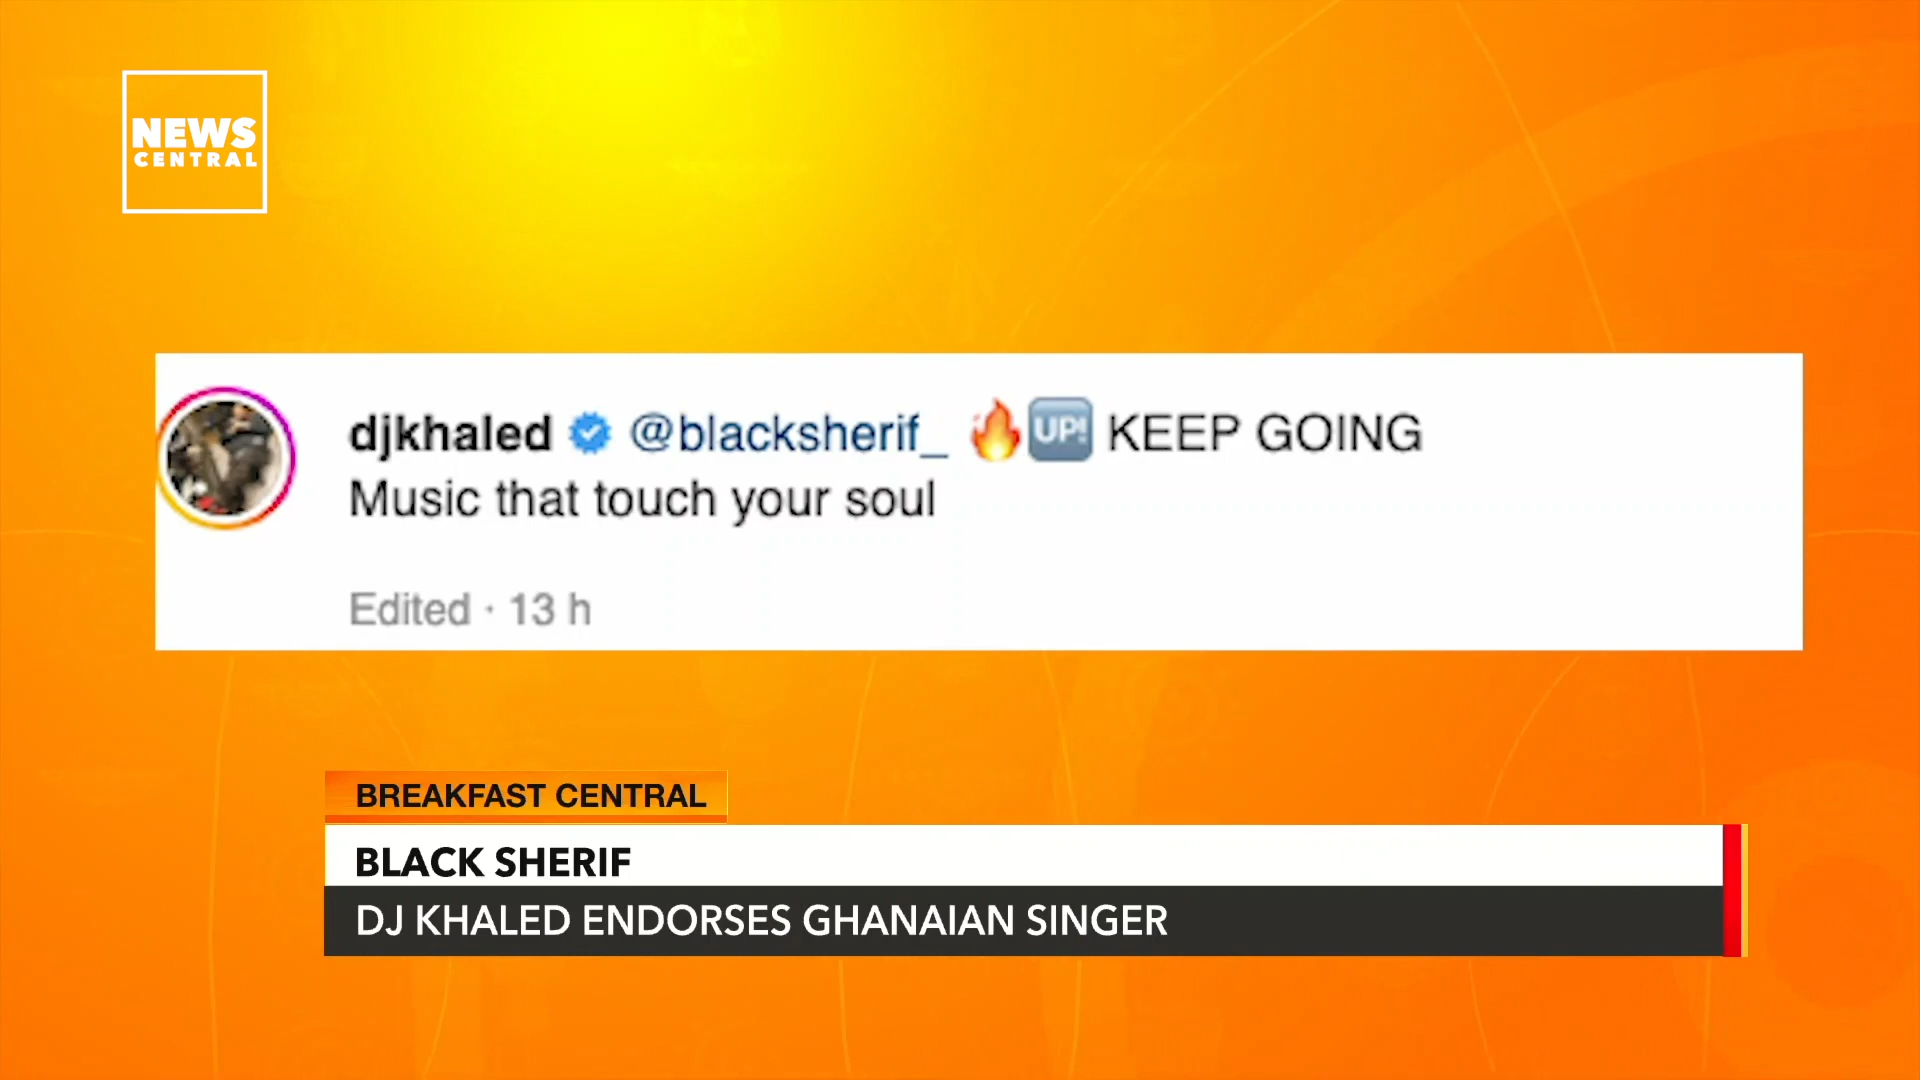 NEWS
CENTRAL
djkhaled @blacksherif_ 🔥🆙 KEEP GOING
Music that touch your soul
Edited · 13 h
BREAKFAST CENTRAL
BLACK SHERIF
DJ KHALED ENDORSES GHANAIAN SINGER